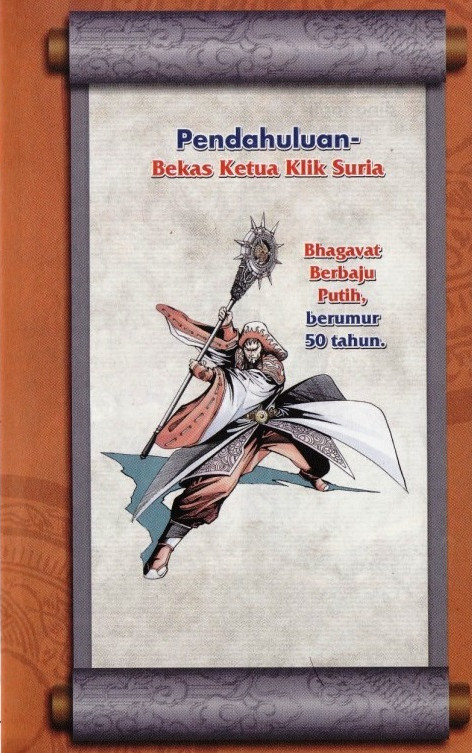 Pendahuluan-
Bekas Ketua Klik Suria
Bhagavat
Berbaju
Putih,
berumur
50 tahun.